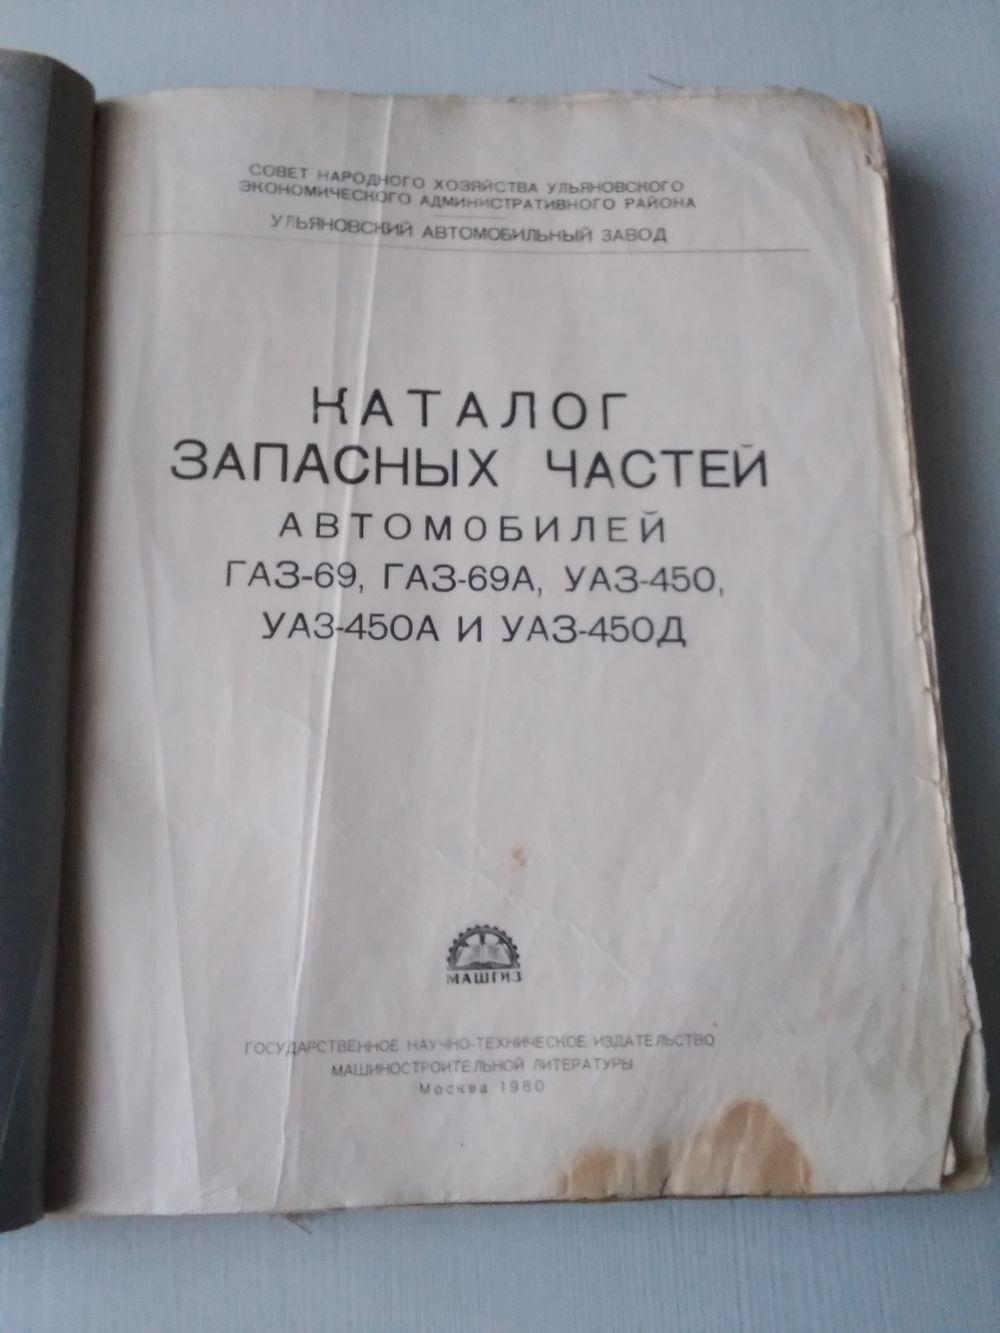 СОВЕТ НАРОДНОГО ХОЗЯЙСТВА УЛЬЯНОВСКОГО
ЭКОНОМИЧЕСКОГО АДМИНИСТРАТИВНОГО РАЙОНА
УЛЬЯНОВСКИЙ АВТОМОБИЛЬНЫЙ ЗАВОД
КАТАЛОГ
ЗАПАСНЫХ ЧАСТЕЙ
АВТОМОБИЛЕЙ
ГАЗ-69, ГАЗ-69А, УАЗ-450,
УАЗ-450А И УАЗ-450Д
МАШГИЗ
ГОСУДАРСТВЕННОЕ НАУЧНО-ТЕХНИЧЕСКОЕ ИЗДАТЕЛЬСТВО
МАШИНОСТРОИТЕЛЬНОЙ ЛИТЕРАТУРЫ
Москва 1960